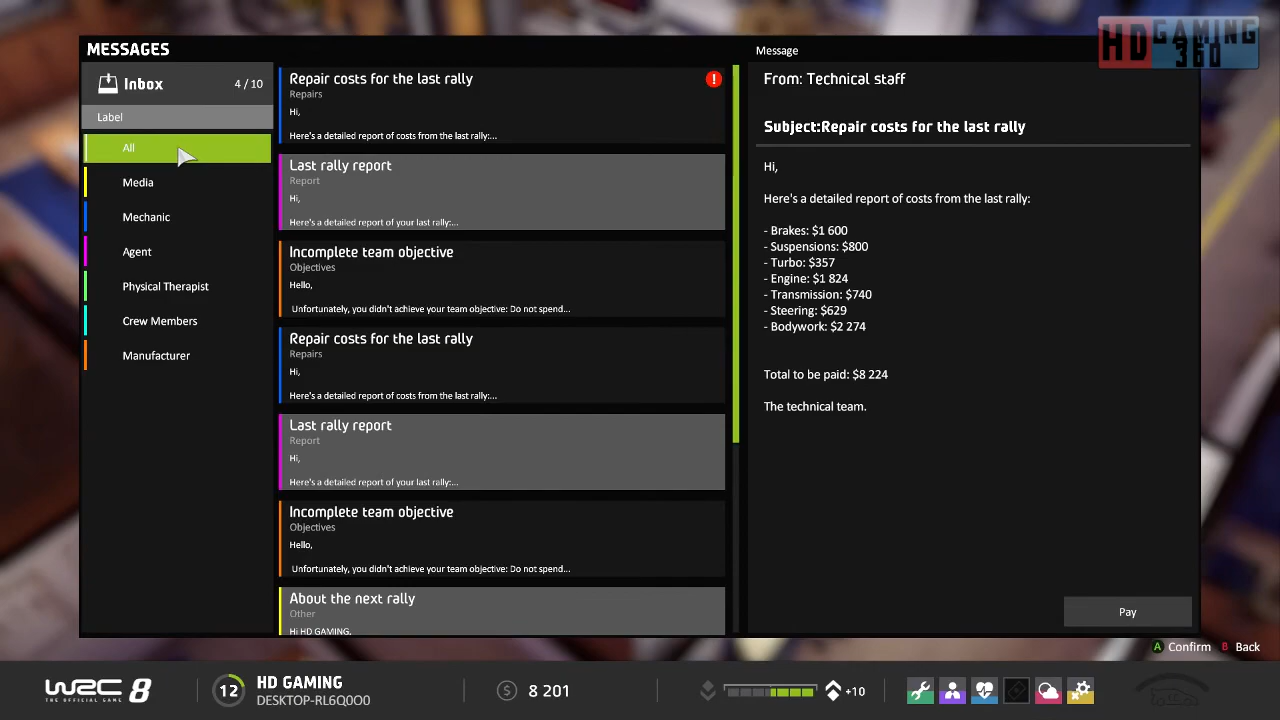 MESSAGES
Inbox 4 / 10
Label
All
Media
Mechanic
Agent
Physical Therapist
Crew Members
Manufacturer
Repair costs for the last rally
Repairs
Hi,
Here's a detailed report of costs from the last rally:...
Last rally report
Report
Hi,
Here's a detailed report of your last rally:...
Incomplete team objective
Objectives
Hello,
Unfortunately, you didn't achieve your team objective: Do not spend...
Repair costs for the last rally
Repairs
Hi,
Here's a detailed report of costs from the last rally:...
Last rally report
Report
Hi,
Here's a detailed report of your last rally:...
Incomplete team objective
Objectives
Hello,
Unfortunately, you didn't achieve your team objective: Do not spend...
About the next rally
Other
Hi HD GAMING,
Message
HD GAMING
360
From: Technical staff
Subject:Repair costs for the last rally
Hi,
Here's a detailed report of costs from the last rally:
- Brakes: $1 600
- Suspensions: $800
- Turbo: $357
- Engine: $1 824
- Transmission: $740
- Steering: $629
- Bodywork: $2 274
Total to be paid: $8 224
The technical team.
Pay
A Confirm B Back
WRC 8
THE OFFICIAL GAME
12
HD GAMING
DESKTOP-RL6Q0O0
$ 8 201
+10